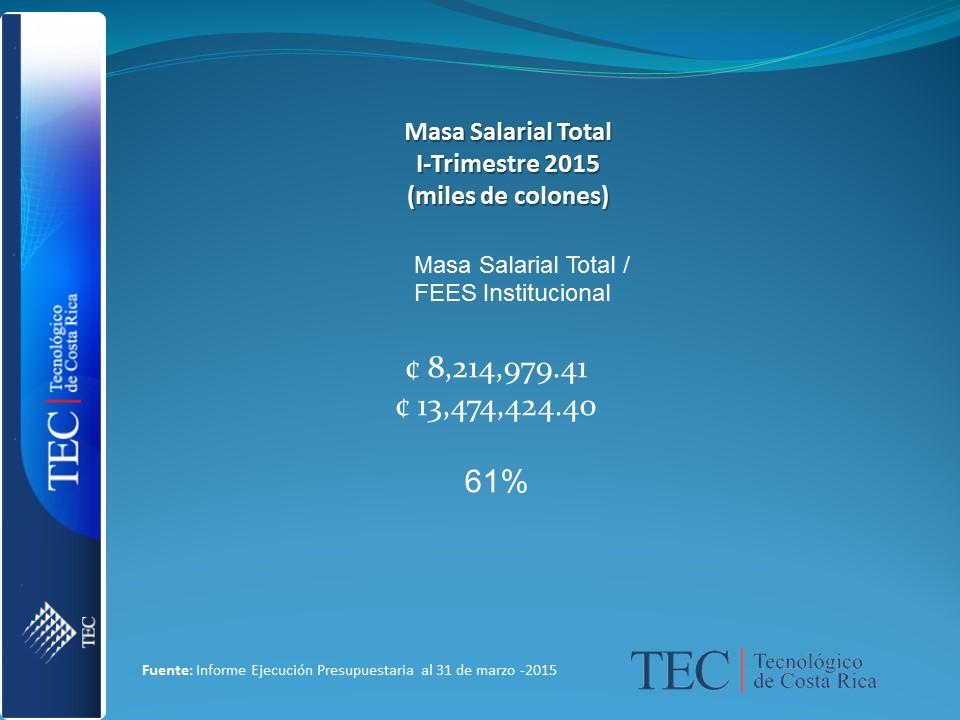 Masa Salarial Total
I-Trimestre 2015
(miles de colones)
Masa Salarial Total /
FEES Institucional
¢ 8,214,979.41
¢ 13,474,424.40
61%
TEC | Tecnológico
de Costa Rica
TEC
Fuente: Informe Ejecución Presupuestaria al 31 de marzo -2015
TEC | Tecnológico
de Costa Rica